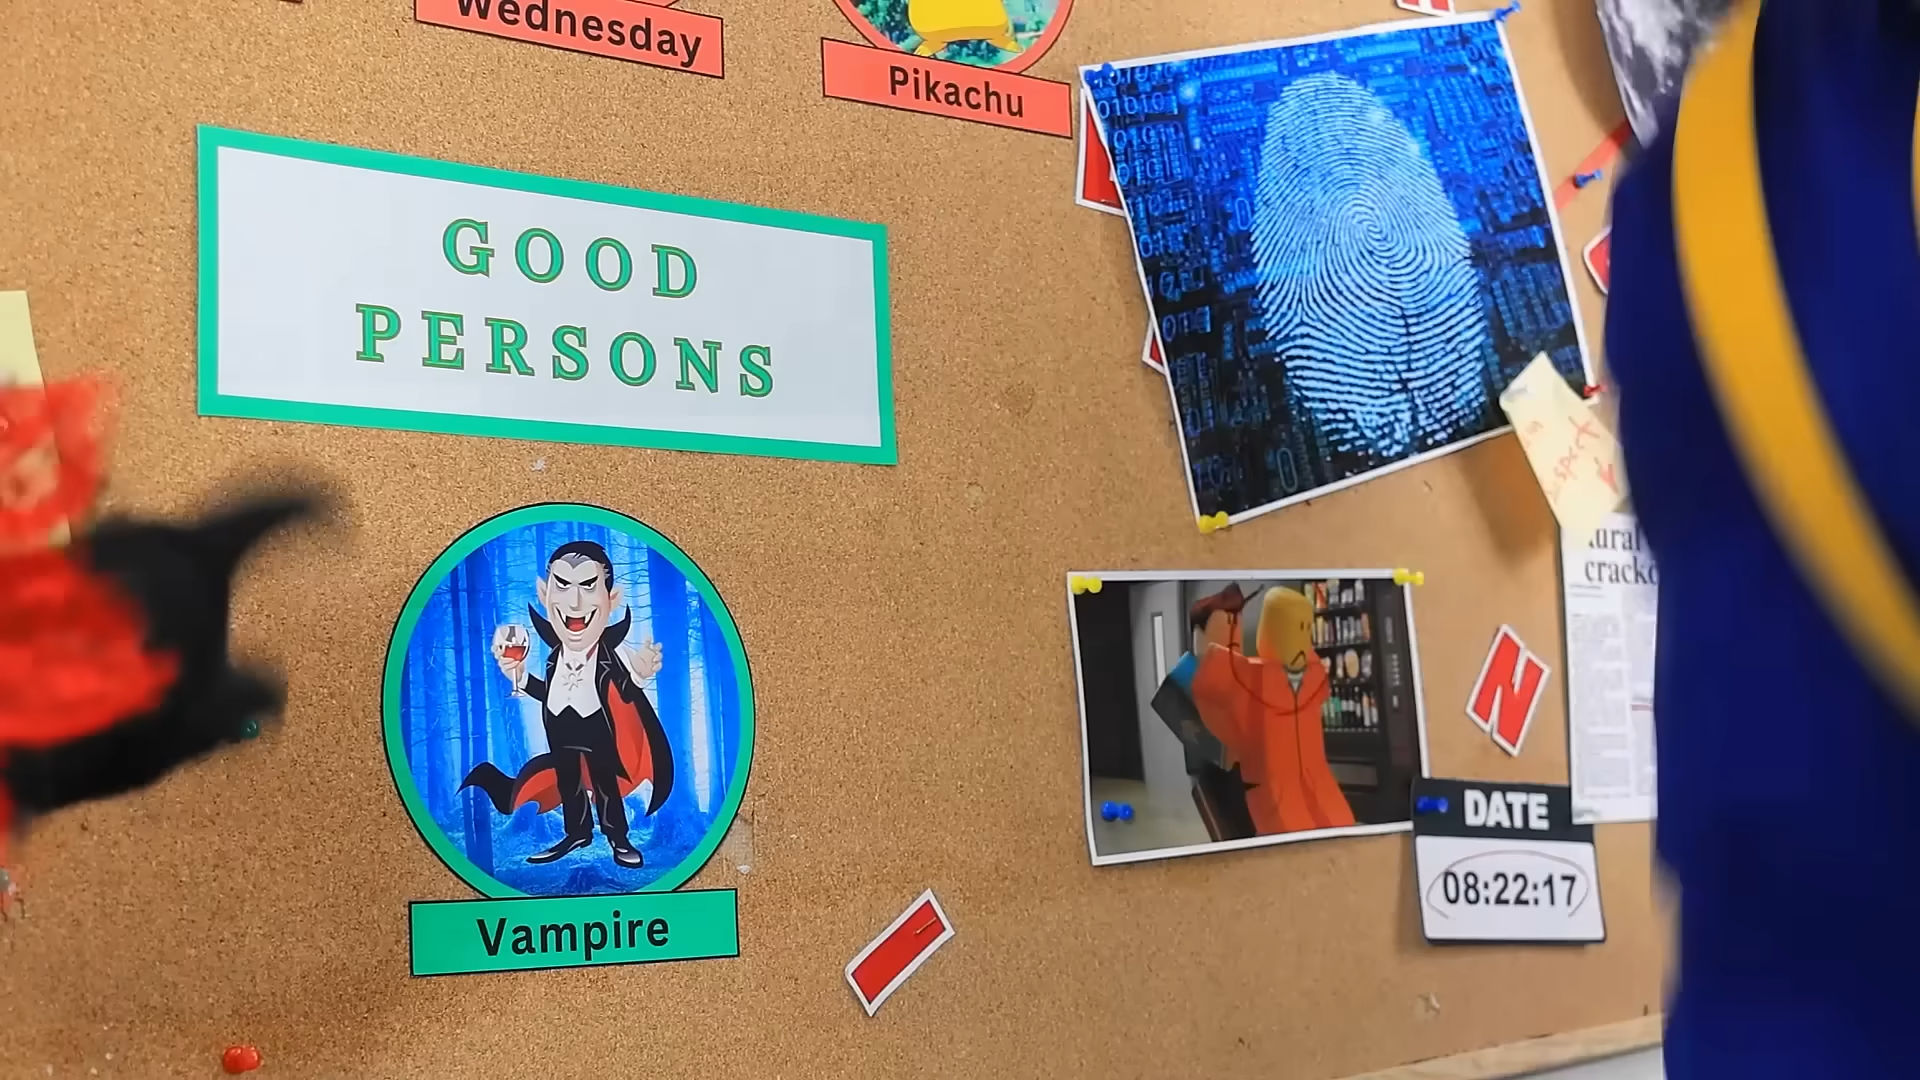 Wednesday
Pikachu
GOOD
PERSONS
Vampire
N
DATE
08:22:17